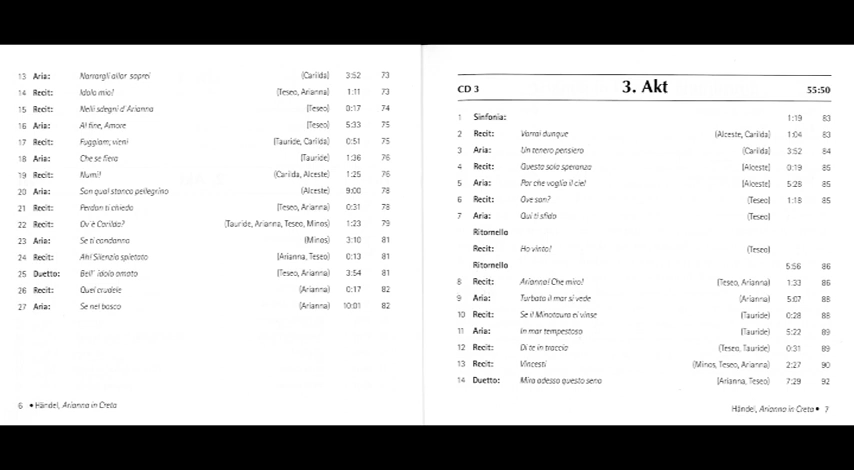 13 Aria: Narrargli allor saprei (Carilda) 3:52 73
14 Recit: Idolo mio! (Teseo, Arianna) 1:11 73
15 Recit: Nelli sdegni d'Arianna (Teseo) 0:17 74
16 Aria: Al fine, Amore (Teseo) 5:33 75
17 Recit: Fuggiam; vieni (Tauride, Carilda) 0:51 75
18 Aria: Che se fiera (Tauride) 1:36 76
19 Recit: Numi! (Carilda, Alceste) 1:25 76
20 Aria: Son qual stanco pellegrino (Alceste) 9:00 78
21 Recit: Perdon ti chiedo (Teseo, Arianna) 0:31 78
22 Recit: Ov'è Carilda? (Tauride, Arianna, Teseo, Minos) 1:23 79
23 Aria: Se ti condanno (Minos) 3:10 81
24 Recit: Ah! Silenzio spietato (Arianna, Teseo) 0:13 81
25 Duetto: Bell' idolo amato (Teseo, Arianna) 3:54 81
26 Recit: Quel crudele (Arianna) 0:17 82
27 Aria: Se nel bosco (Arianna) 10:01 82
6 • Händel, Arianna in Creta
CD 3 3. Akt 55:50
1 Sinfonia: 1:19 83
2 Recit: Vorrai dunque (Alceste, Carilda) 1:04 83
3 Aria: Un tenero pensiero (Carilda) 3:52 84
4 Recit: Questa sola speranza (Alceste) 0:19 85
5 Aria: Par che voglia il ciel (Alceste) 5:28 85
6 Recit: Ove son? (Teseo) 1:18 85
7 Aria: Qui ti sfido (Teseo)
Ritornello
Recit: Ho vinto! (Teseo)
Ritornello 5:56 86
8 Recit: Arianna! Che miro! (Teseo, Arianna) 1:33 86
9 Aria: Turbato il mar si vede (Arianna) 5:07 88
10 Recit: Se il Minotauro ei vinse (Tauride) 0:28 88
11 Aria: In mar tempestoso (Tauride) 5:22 89
12 Recit: Di te in traccia (Teseo, Tauride) 0:31 89
13 Recit: Vincesti (Minos, Teseo, Arianna) 2:27 90
14 Duetto: Mira adesso questo seno (Arianna, Teseo) 7:29 92
Händel, Arianna in Creta • 7